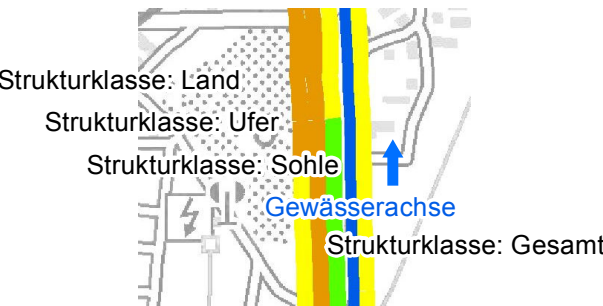 Strukturklasse: Land
Strukturklasse: Ufer
Strukturklasse: Sohle
Gewässerachse
Strukturklasse: Gesamt